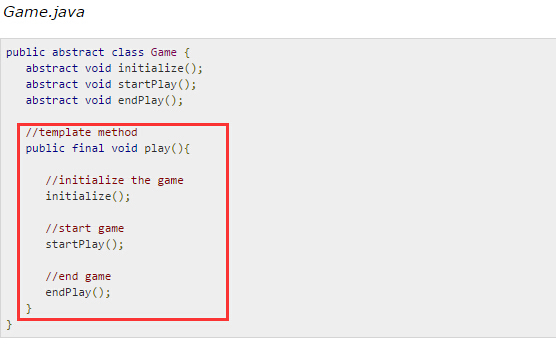 Game.java
public abstract class Game {
abstract void initialize();
abstract void startPlay();
abstract void endPlay();
//template method
public final void play(){
//initialize the game
initialize();
//start game
startPlay();
//end game
endPlay();
}
}